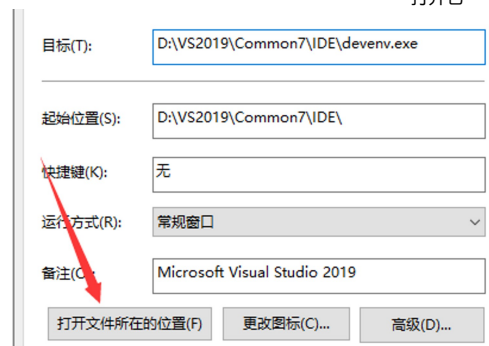 目标(T):
D:\VS2019\Common7\IDE\devenv.exe
起始位置(S):
D:\VS2019\Common7\IDE\
快捷键(K):
无
运行方式(R):
常规窗口
备注(O):
Microsoft Visual Studio 2019
打开文件所在的位置(F)
更改图标(C)...
高级(D)...